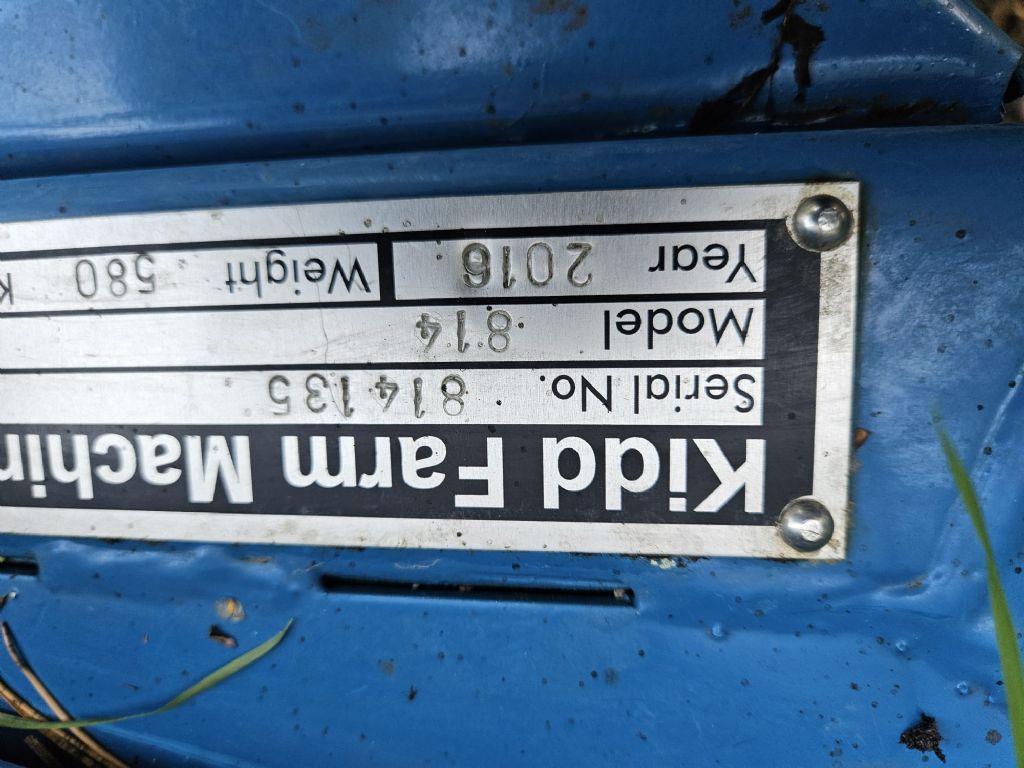 Kidd Farm Machin
Serial No. 814135
Model 814
Year 2016 Weight 580 K